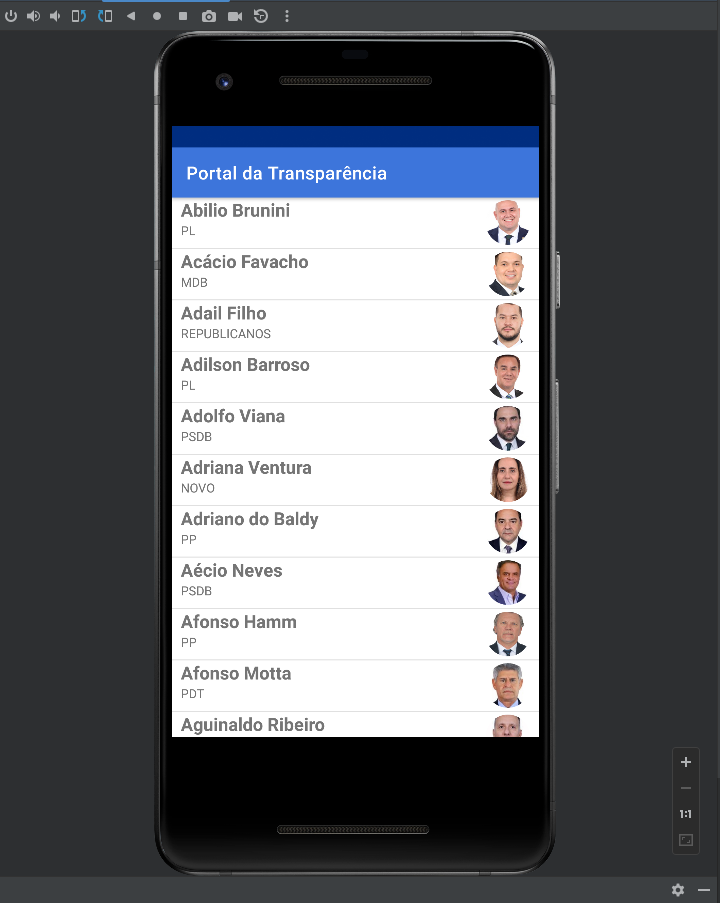 Portal da Transparência
Abilio Brunini
PL
Acácio Favacho
MDB
Adail Filho
REPUBLICANOS
Adilson Barroso
PL
Adolfo Viana
PSDB
Adriana Ventura
NOVO
Adriano do Baldy
PP
Aécio Neves
PSDB
Afonso Hamm
PP
Afonso Motta
PDT
Aguinaldo Ribeiro
1:1